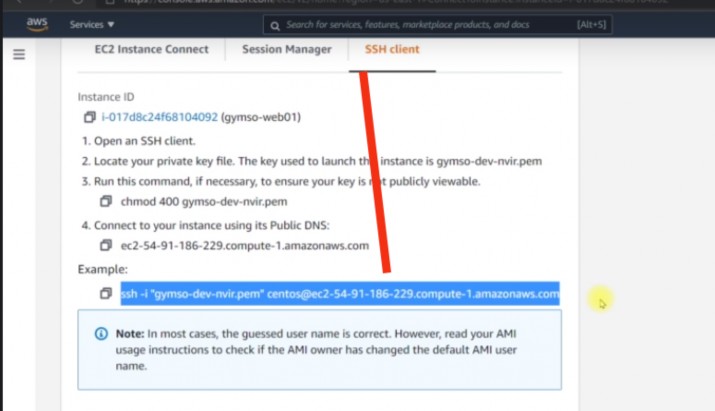 aws
Services ▼
Search for services, features, marketplace products, and docs
[Alt+S]
EC2 Instance Connect
Session Manager
SSH client
Instance ID
i-017d8c24f68104092 (gymso-web01)
1. Open an SSH client.
2. Locate your private key file. The key used to launch this instance is gymso-dev-nvir.pem
3. Run this command, if necessary, to ensure your key is not publicly viewable.
chmod 400 gymso-dev-nvir.pem
4. Connect to your instance using its Public DNS:
ec2-54-91-186-229.compute-1.amazonaws.com
Example:
ssh -i "gymso-dev-nvir.pem" centos@ec2-54-91-186-229.compute-1.amazonaws.com
Note: In most cases, the guessed user name is correct. However, read your AMI
usage instructions to check if the AMI owner has changed the default AMI user
name.